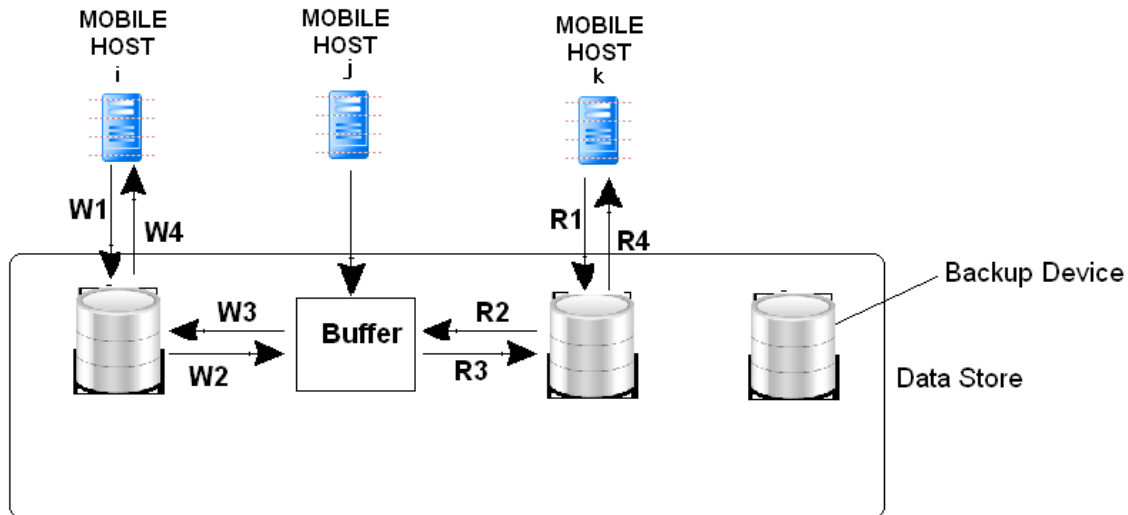 MOBILE
HOST
i
MOBILE
HOST
j
MOBILE
HOST
k
W1
W4
R1
R4
Backup Device
W3
Buffer
R2
W2
R3
Data Store